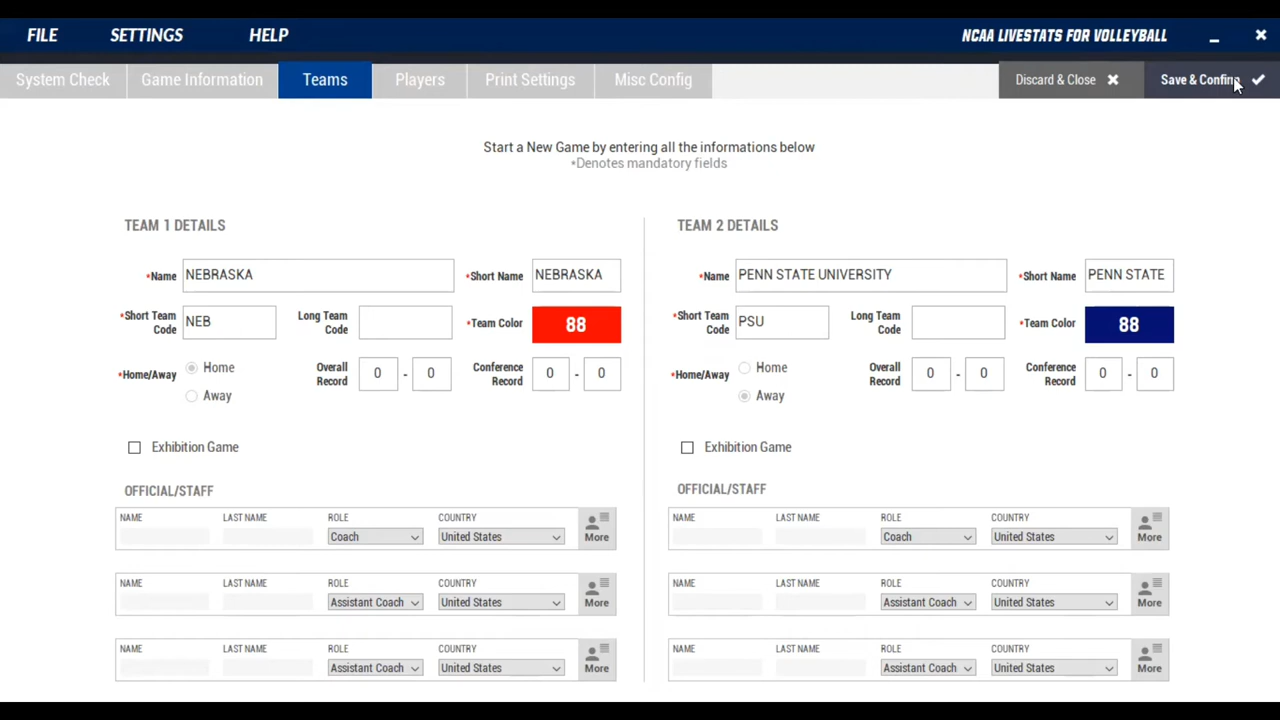 FILE SETTINGS HELP NCAA LIVESTATS FOR VOLLEYBALL
System Check Game Information Teams Players Print Settings Misc Config Discard & Close Save & Confirm
Start a New Game by entering all the informations below
*Denotes mandatory fields
TEAM 1 DETAILS
*Name NEBRASKA *Short Name NEBRASKA
*Short Team Code NEB Long Team Code *Team Color 88
*Home/Away Home Away Overall Record 0 - 0 Conference Record 0 - 0
Exhibition Game
OFFICIAL/STAFF
NAME LAST NAME ROLE COUNTRY
Coach United States More
NAME LAST NAME ROLE COUNTRY
Assistant Coach United States More
NAME LAST NAME ROLE COUNTRY
Assistant Coach United States More
TEAM 2 DETAILS
*Name PENN STATE UNIVERSITY *Short Name PENN STATE
*Short Team Code PSU Long Team Code *Team Color 88
*Home/Away Home Away Overall Record 0 - 0 Conference Record 0 - 0
Exhibition Game
OFFICIAL/STAFF
NAME LAST NAME ROLE COUNTRY
Coach United States More
NAME LAST NAME ROLE COUNTRY
Assistant Coach United States More
NAME LAST NAME ROLE COUNTRY
Assistant Coach United States More